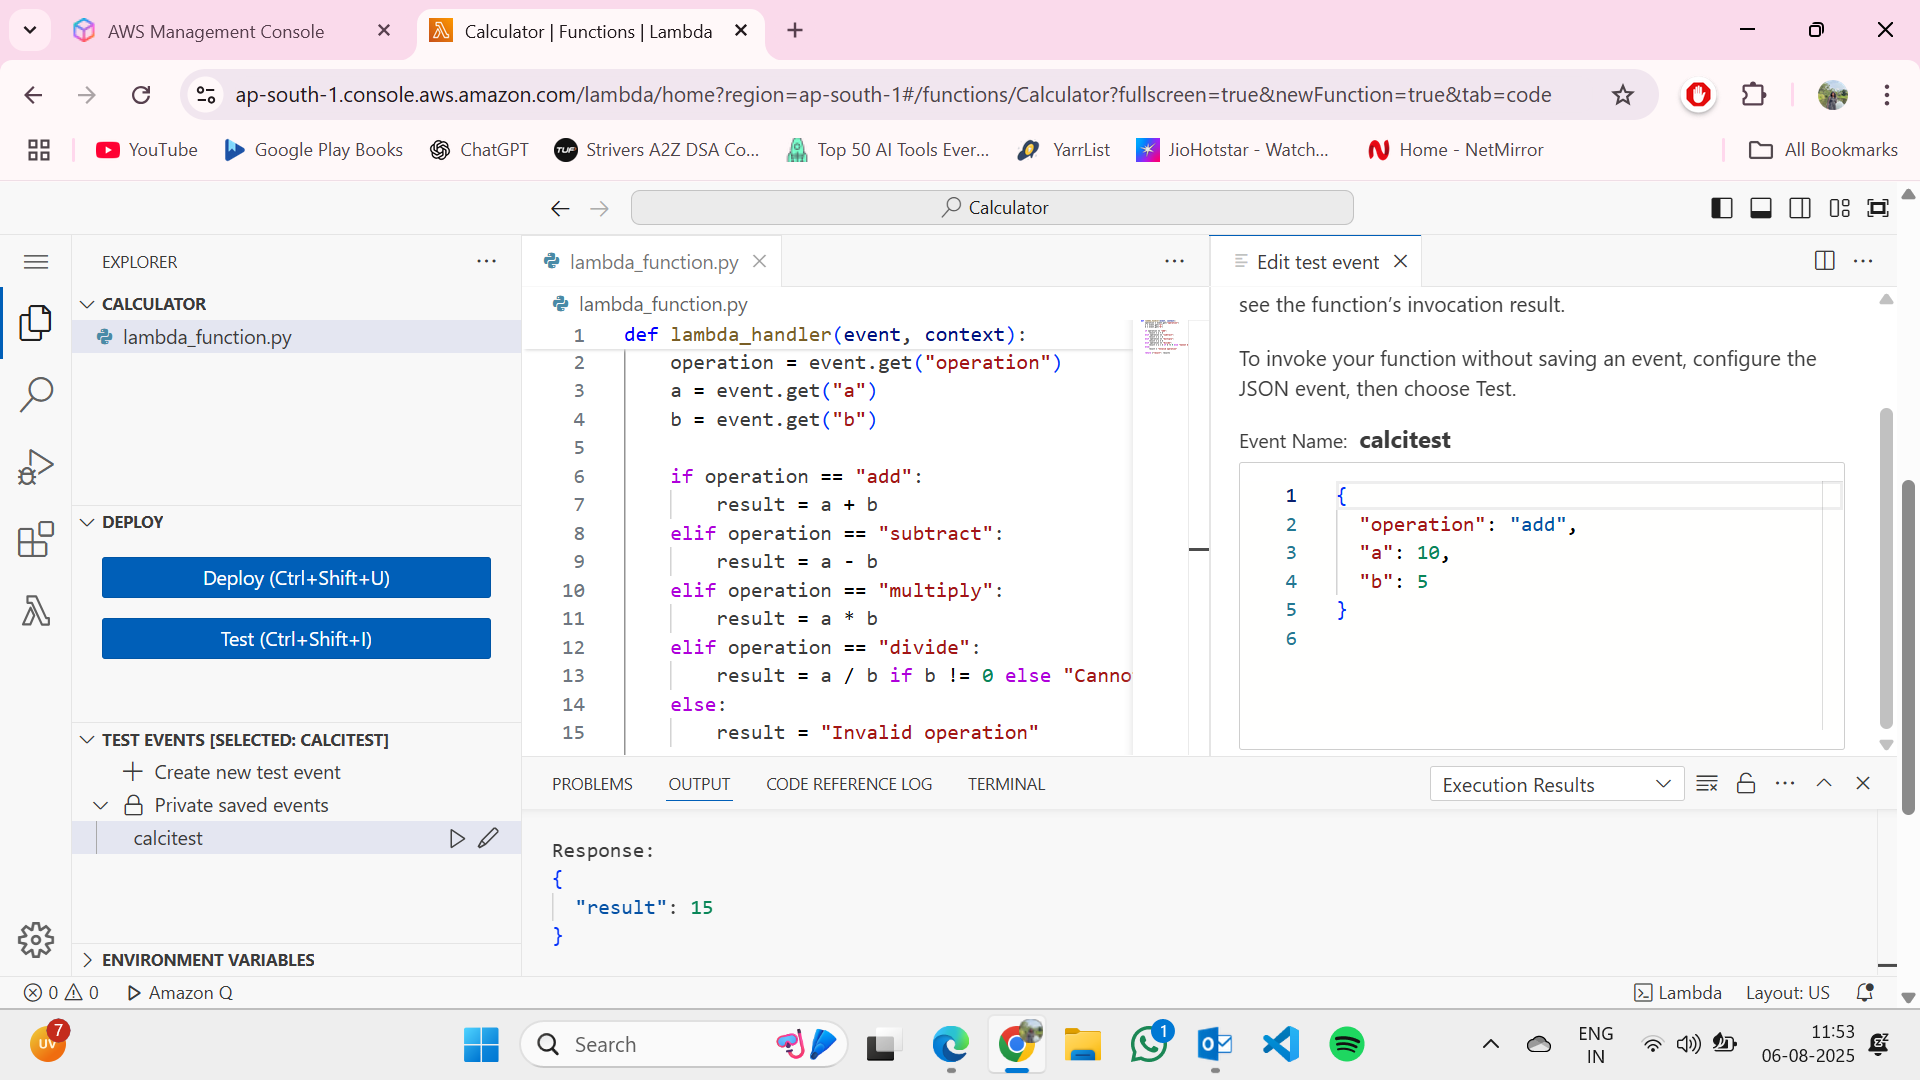 AWS Management Console
Calculator | Functions | Lambda
ap-south-1.console.aws.amazon.com/lambda/home?region=ap-south-1#/functions/Calculator?fullscreen=true&newFunction=true&tab=code
YouTube
Google Play Books
ChatGPT
TUF
Strivers A2Z DSA Co...
Top 50 AI Tools Ever...
YarrList
JioHotstar - Watch...
Home - NetMirror
All Bookmarks
Calculator
EXPLORER
CALCULATOR
lambda_function.py
DEPLOY
Deploy (Ctrl+Shift+U)
Test (Ctrl+Shift+I)
TEST EVENTS [SELECTED: CALCITEST]
Create new test event
Private saved events
calcitest
ENVIRONMENT VARIABLES
lambda_function.py
lambda_function.py
1 def lambda_handler(event, context):
2 operation = event.get("operation")
3 a = event.get("a")
4 b = event.get("b")
5
6 if operation == "add":
7 result = a + b
8 elif operation == "subtract":
9 result = a - b
10 elif operation == "multiply":
11 result = a * b
12 elif operation == "divide":
13 result = a / b if b != 0 else "Canno
14 else:
15 result = "Invalid operation"
Edit test event
see the function's invocation result.
To invoke your function without saving an event, configure the
JSON event, then choose Test.
Event Name: calcitest
1 {
2 "operation": "add",
3 "a": 10,
4 "b": 5
5 }
6
PROBLEMS
OUTPUT
CODE REFERENCE LOG
TERMINAL
Execution Results
Response:
{
"result": 15
}
0 0
Amazon Q
Lambda
Layout: US
UV
7
Search
1
ENG
IN
11:53
06-08-2025